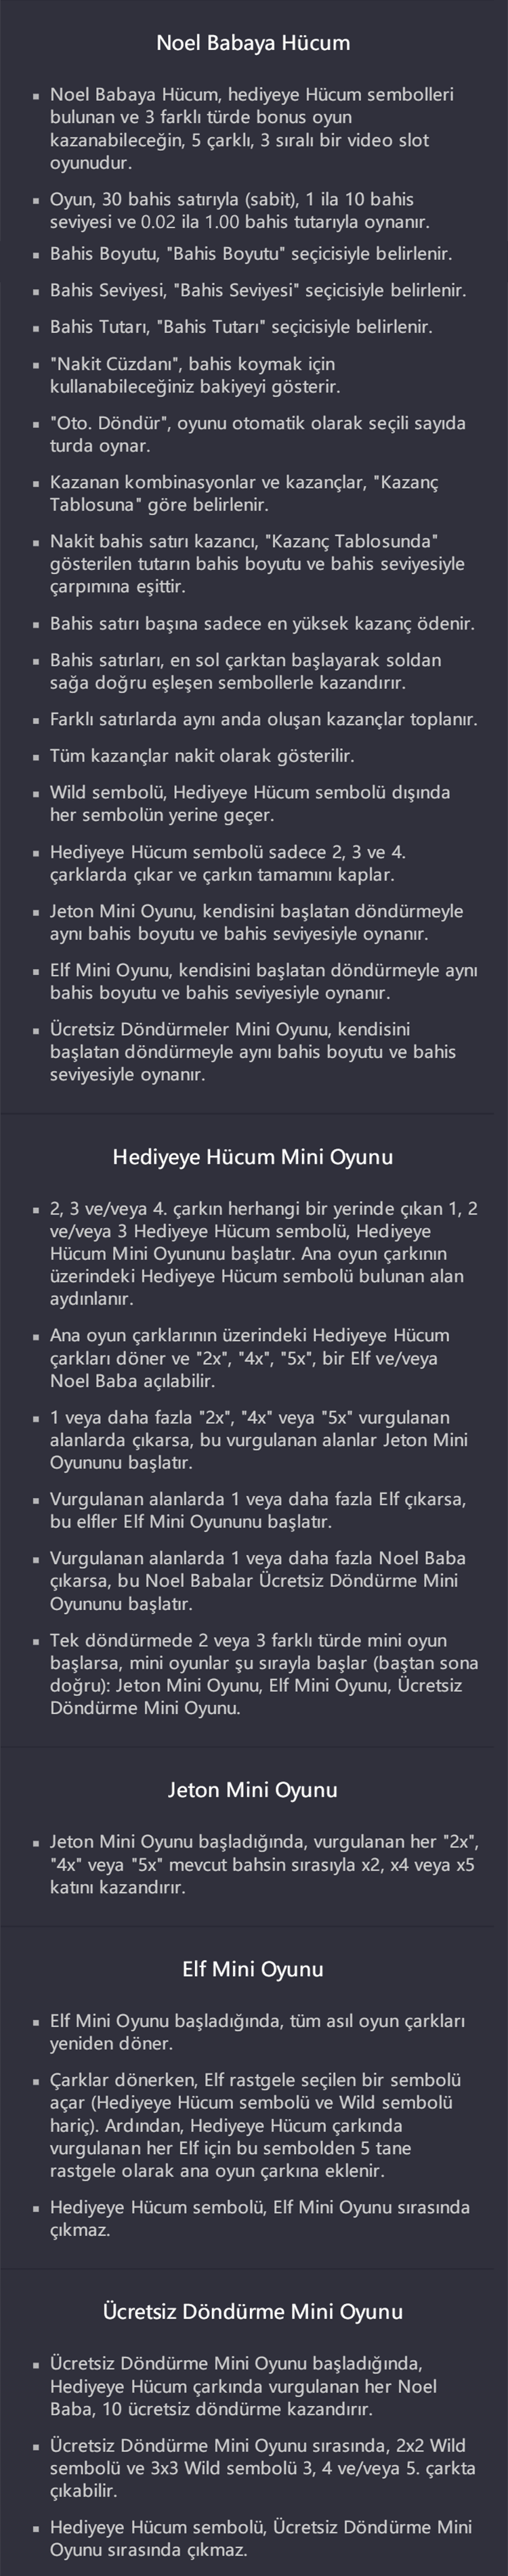 Noel Babaya Hücum
▪ Noel Babaya Hücum, hediyeye Hücum sembolleri
bulunan ve 3 farklı türde bonus oyun
kazanabileceğin, 5 çarklı, 3 sıralı bir video slot
oyunudur.
▪ Oyun, 30 bahis satırıyla (sabit), 1 ila 10 bahis
seviyesi ve 0.02 ila 1.00 bahis tutarıyla oynanır.
▪ Bahis Boyutu, "Bahis Boyutu" seçicisiyle belirlenir.
▪ Bahis Seviyesi, "Bahis Seviyesi" seçicisiyle belirlenir.
▪ Bahis Tutarı, "Bahis Tutarı" seçicisiyle belirlenir.
▪ "Nakit Cüzdanı", bahis koymak için
kullanabileceğiniz bakiyeyi gösterir.
▪ "Oto. Döndür", oyunu otomatik olarak seçili sayıda
turda oynar.
▪ Kazanan kombinasyonlar ve kazançlar, "Kazanç
Tablosuna" göre belirlenir.
▪ Nakit bahis satırı kazancı, "Kazanç Tablosunda"
gösterilen tutarın bahis boyutu ve bahis seviyesiyle
çarpımına eşittir.
▪ Bahis satırı başına sadece en yüksek kazanç ödenir.
▪ Bahis satırları, en sol çarktan başlayarak soldan
sağa doğru eşleşen sembollerle kazandırır.
▪ Farklı satırlarda aynı anda oluşan kazançlar toplanır.
▪ Tüm kazançlar nakit olarak gösterilir.
▪ Wild sembolü, Hediyeye Hücum sembolü dışında
her sembolün yerine geçer.
▪ Hediyeye Hücum sembolü sadece 2, 3 ve 4.
çarklarda çıkar ve çarkın tamamını kaplar.
▪ Jeton Mini Oyunu, kendisini başlatan döndürmeyle
aynı bahis boyutu ve bahis seviyesiyle oynanır.
▪ Elf Mini Oyunu, kendisini başlatan döndürmeyle aynı
bahis boyutu ve bahis seviyesiyle oynanır.
▪ Ücretsiz Döndürmeler Mini Oyunu, kendisini
başlatan döndürmeyle aynı bahis boyutu ve bahis
seviyesiyle oynanır.
Hediyeye Hücum Mini Oyunu
▪ 2, 3 ve/veya 4. çarkın herhangi bir yerinde çıkan 1, 2
ve/veya 3 Hediyeye Hücum sembolü, Hediyeye
Hücum Mini Oyununu başlatır. Ana oyun çarkının
üzerindeki Hediyeye Hücum sembolü bulunan alan
aydınlanır.
▪ Ana oyun çarklarının üzerindeki Hediyeye Hücum
çarkları döner ve "2x", "4x", "5x", bir Elf ve/veya
Noel Baba açılabilir.
▪ 1 veya daha fazla "2x", "4x" veya "5x" vurgulanan
alanlarda çıkarsa, bu vurgulanan alanlar Jeton Mini
Oyununu başlatır.
▪ Vurgulanan alanlarda 1 veya daha fazla Elf çıkarsa,
bu elfler Elf Mini Oyununu başlatır.
▪ Vurgulanan alanlarda 1 veya daha fazla Noel Baba
çıkarsa, bu Noel Babalar Ücretsiz Döndürme Mini
Oyununu başlatır.
▪ Tek döndürmede 2 veya 3 farklı türde mini oyun
başlarsa, mini oyunlar şu sırayla başlar (baştan sona
doğru): Jeton Mini Oyunu, Elf Mini Oyunu, Ücretsiz
Döndürme Mini Oyunu.
Jeton Mini Oyunu
▪ Jeton Mini Oyunu başladığında, vurgulanan her "2x",
"4x" veya "5x" mevcut bahsin sırasıyla x2, x4 veya x5
katını kazandırır.
Elf Mini Oyunu
▪ Elf Mini Oyunu başladığında, tüm asıl oyun çarkları
yeniden döner.
▪ Çarklar dönerken, Elf rastgele seçilen bir sembolü
açar (Hediyeye Hücum sembolü ve Wild sembolü
hariç). Ardından, Hediyeye Hücum çarkında
vurgulanan her Elf için bu sembolden 5 tane
rastgele olarak ana oyun çarkına eklenir.
▪ Hediyeye Hücum sembolü, Elf Mini Oyunu sırasında
çıkmaz.
Ücretsiz Döndürme Mini Oyunu
▪ Ücretsiz Döndürme Mini Oyunu başladığında,
Hediyeye Hücum çarkında vurgulanan her Noel
Baba, 10 ücretsiz döndürme kazandırır.
▪ Ücretsiz Döndürme Mini Oyunu sırasında, 2x2 Wild
sembolü ve 3x3 Wild sembolü 3, 4 ve/veya 5. çarkta
çıkabilir.
▪ Hediyeye Hücum sembolü, Ücretsiz Döndürme Mini
Oyunu sırasında çıkmaz.